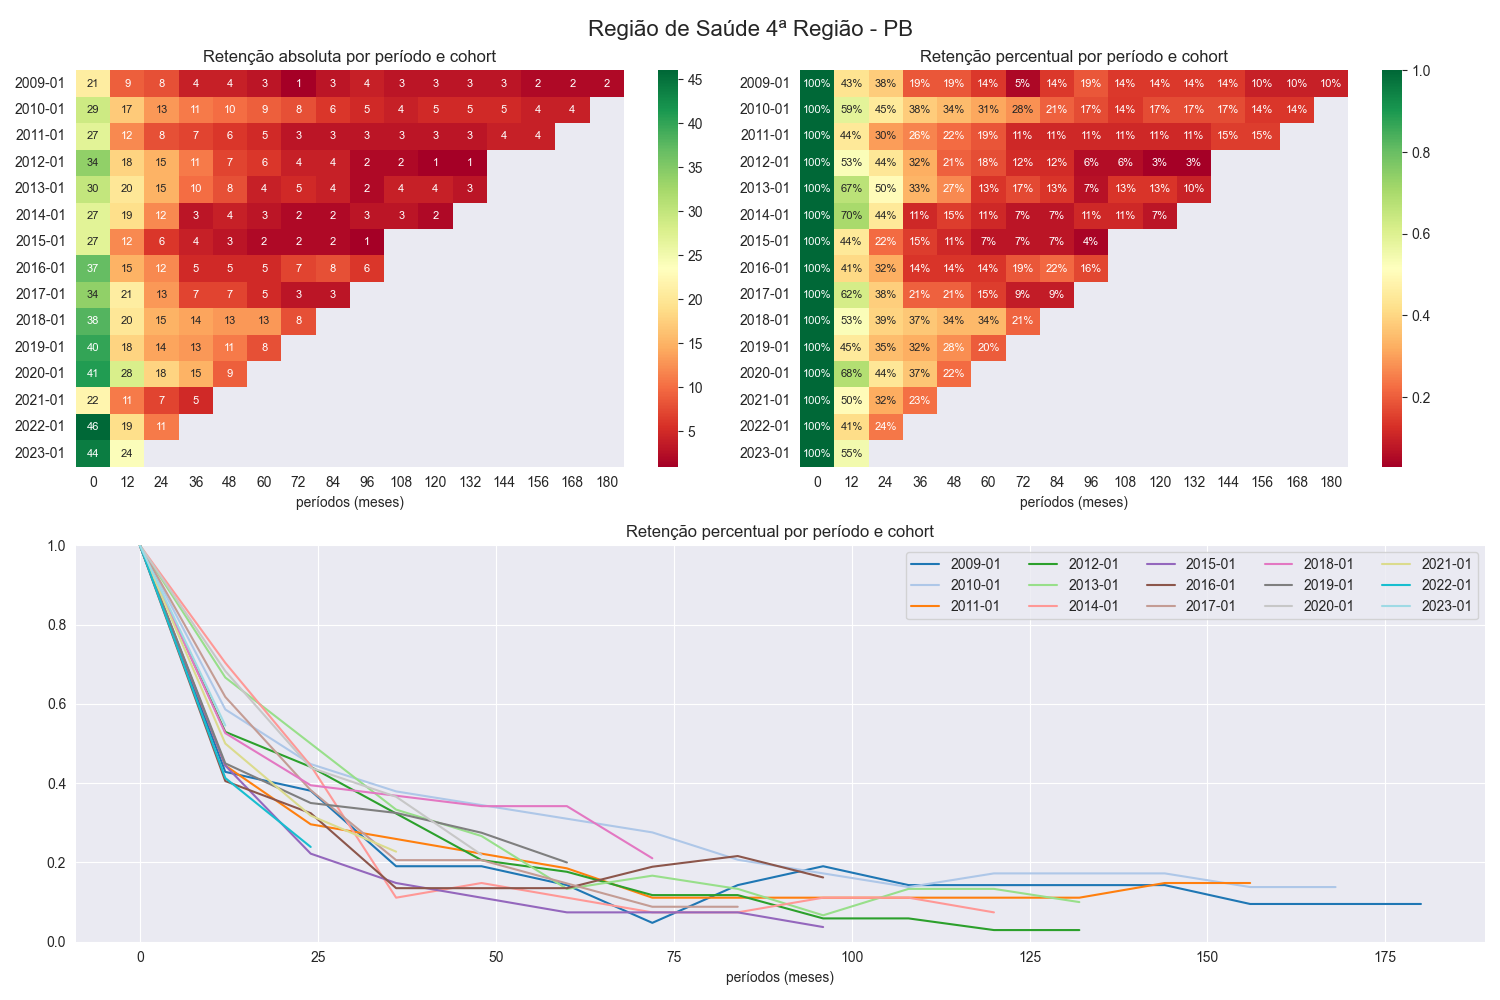 Região de Saúde 4ª Região - PB
Retenção absoluta por período e cohort
2009-01 21 9 8 4 4 3 1 3 4 3 3 3 3 2 2 2
2010-01 29 17 13 11 10 9 8 6 5 4 5 5 5 4 4
2011-01 27 12 8 7 6 5 3 3 3 3 3 3 4 4
2012-01 34 18 15 11 7 6 4 4 2 2 1 1
2013-01 30 20 15 10 8 4 5 4 2 4 4 3
2014-01 27 19 12 3 4 3 2 2 3 3 2
2015-01 27 12 6 4 3 2 2 2 1
2016-01 37 15 12 5 5 5 7 8 6
2017-01 34 21 13 7 7 5 3 3
2018-01 38 20 15 14 13 13 8
2019-01 40 18 14 13 11 8
2020-01 41 28 18 15 9
2021-01 22 11 7 5
2022-01 46 19 11
2023-01 44 24
0 12 24 36 48 60 72 84 96 108 120 132 144 156 168 180
períodos (meses)
45
40
35
30
25
20
15
10
5
Retenção percentual por período e cohort
2009-01 100% 43% 38% 19% 19% 14% 5% 14% 19% 14% 14% 14% 14% 10% 10% 10%
2010-01 100% 59% 45% 38% 34% 31% 28% 21% 17% 14% 17% 17% 17% 14% 14%
2011-01 100% 44% 30% 26% 22% 19% 11% 11% 11% 11% 11% 11% 15% 15%
2012-01 100% 53% 44% 32% 21% 18% 12% 12% 6% 6% 3% 3%
2013-01 100% 67% 50% 33% 27% 13% 17% 13% 7% 13% 13% 10%
2014-01 100% 70% 44% 11% 15% 11% 7% 7% 11% 11% 7%
2015-01 100% 44% 22% 15% 11% 7% 7% 7% 4%
2016-01 100% 41% 32% 14% 14% 14% 19% 22% 16%
2017-01 100% 62% 38% 21% 21% 15% 9% 9%
2018-01 100% 53% 39% 37% 34% 34% 21%
2019-01 100% 45% 35% 32% 28% 20%
2020-01 100% 68% 44% 37% 22%
2021-01 100% 50% 32% 23%
2022-01 100% 41% 24%
2023-01 100% 55%
0 12 24 36 48 60 72 84 96 108 120 132 144 156 168 180
períodos (meses)
1.0
0.8
0.6
0.4
0.2
Retenção percentual por período e cohort
1.0
0.8
0.6
0.4
0.2
0.0
2009-01 2012-01 2015-01 2018-01 2021-01
2010-01 2013-01 2016-01 2019-01 2022-01
2011-01 2014-01 2017-01 2020-01 2023-01
0 25 50 75 100 125 150 175
períodos (meses)